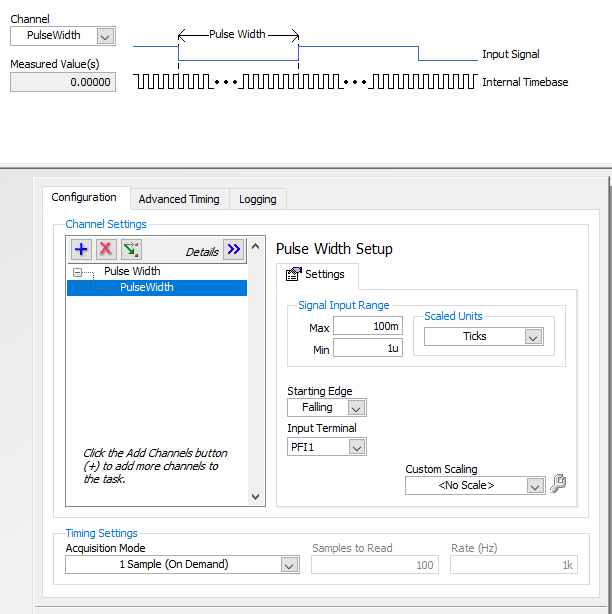 Channel
PulseWidth
Pulse Width
Input Signal
Measured Value(s)
0.00000
Internal Timebase
Configuration
Advanced Timing
Logging
Channel Settings
Details
Pulse Width
PulseWidth
Click the Add Channels button
(+) to add more channels to
the task.
Pulse Width Setup
Settings
Signal Input Range
Max
100m
Min
1u
Scaled Units
Ticks
Starting Edge
Falling
Input Terminal
PFI1
Custom Scaling
<No Scale>
Timing Settings
Acquisition Mode
1 Sample (On Demand)
Samples to Read
100
Rate (Hz)
1k